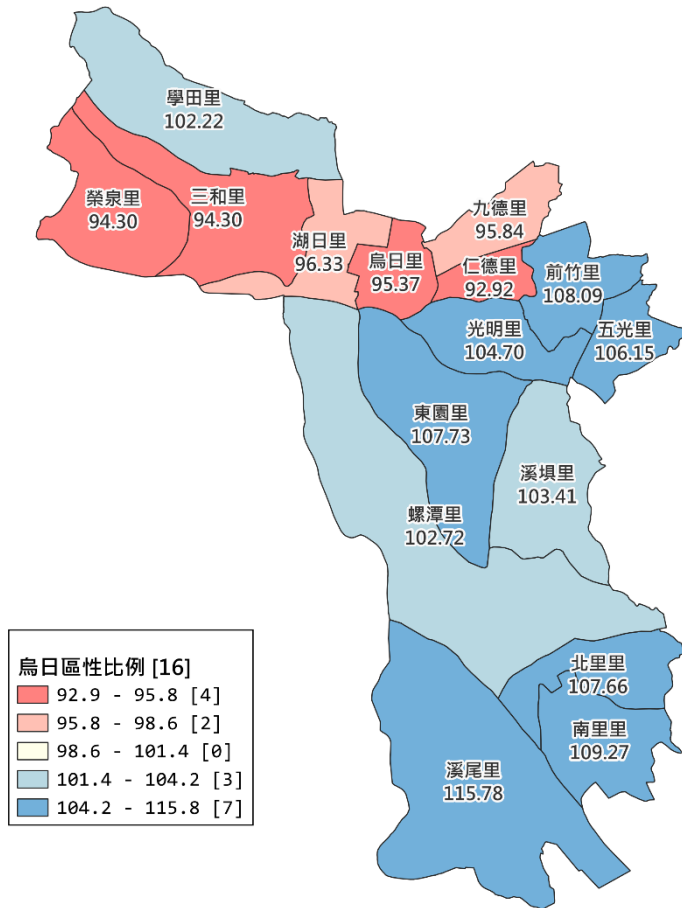 學田里
102.22
榮泉里
94.30
三和里
94.30
湖日里
96.33
烏日里
95.37
九德里
95.84
仁德里
92.92
前竹里
108.09
光明里
104.70
五光里
106.15
東園里
107.73
溪埧里
103.41
螺潭里
102.72
北里里
107.66
南里里
109.27
溪尾里
115.78
烏日區性比例 [16]
92.9 - 95.8 [4]
95.8 - 98.6 [2]
98.6 - 101.4 [0]
101.4 - 104.2 [3]
104.2 - 115.8 [7]